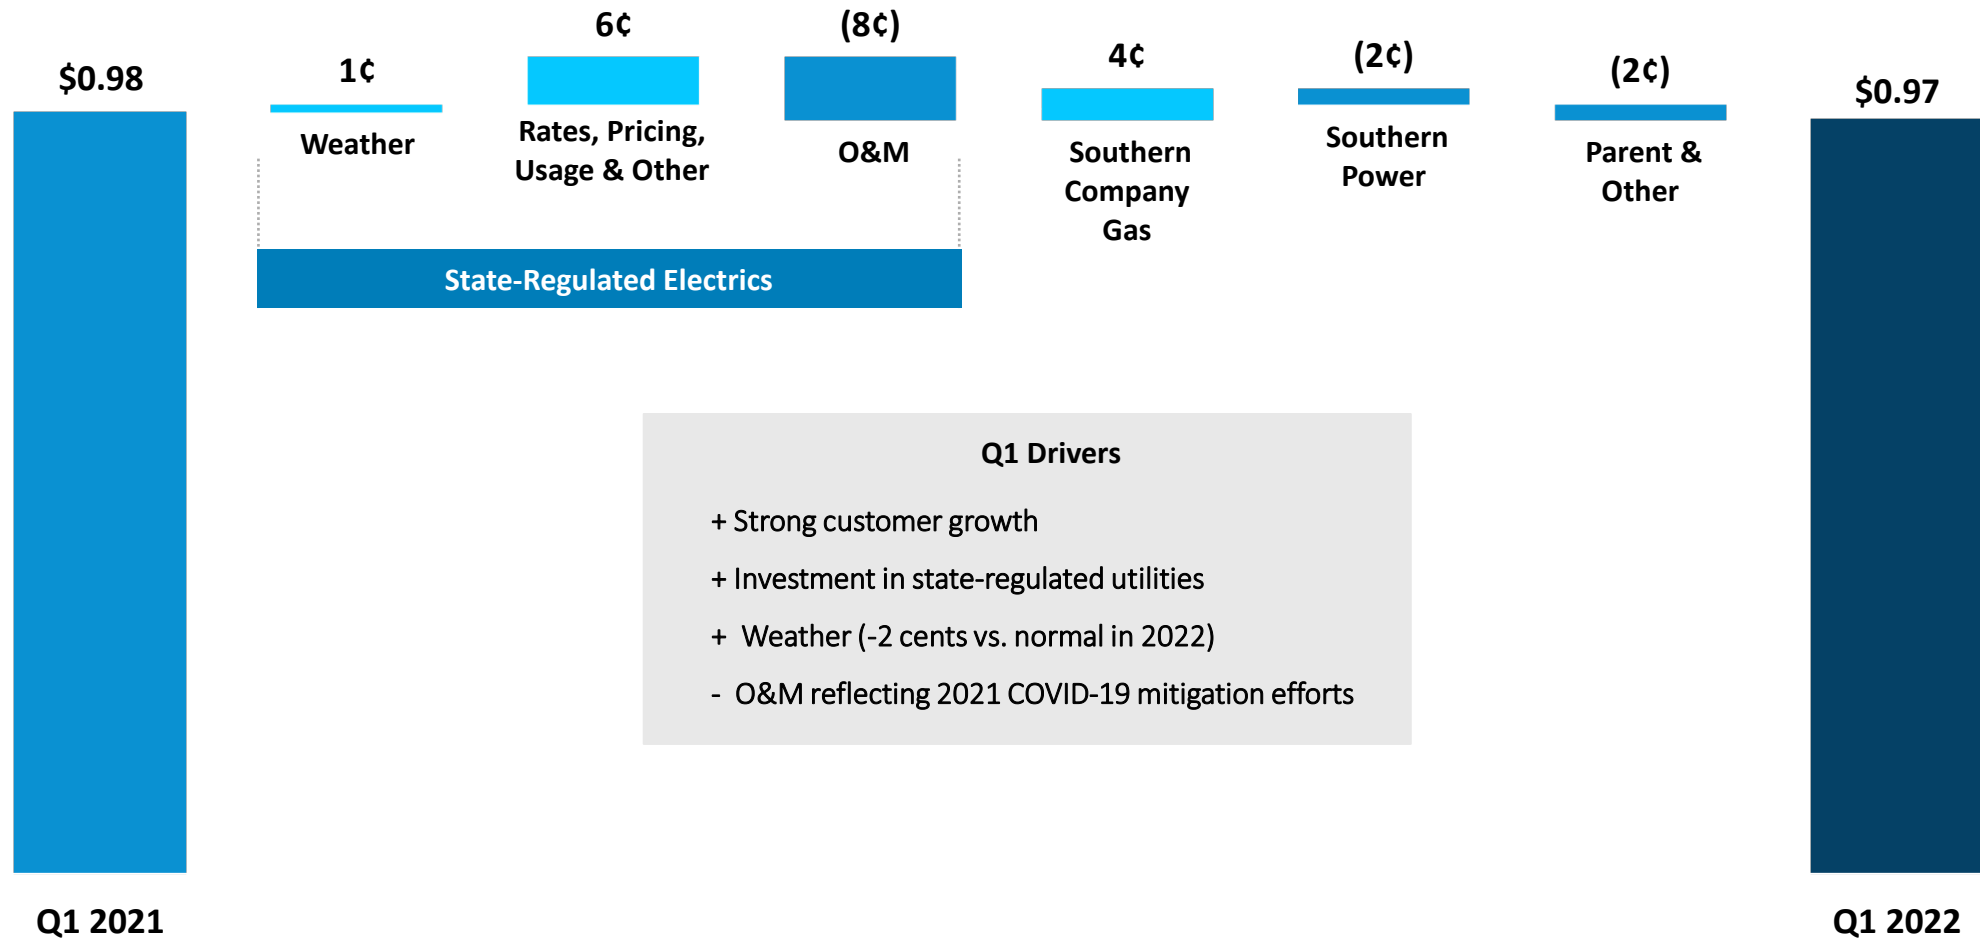 $0.98
1¢
Weather
6¢
Rates, Pricing,
Usage & Other
(8¢)
O&M
State-Regulated Electrics
4¢
Southern
Company
Gas
(2¢)
Southern
Power
(2¢)
Parent &
Other
$0.97
Q1 Drivers
+ Strong customer growth
+ Investment in state-regulated utilities
+ Weather (-2 cents vs. normal in 2022)
- O&M reflecting 2021 COVID-19 mitigation efforts
Q1 2021
Q1 2022